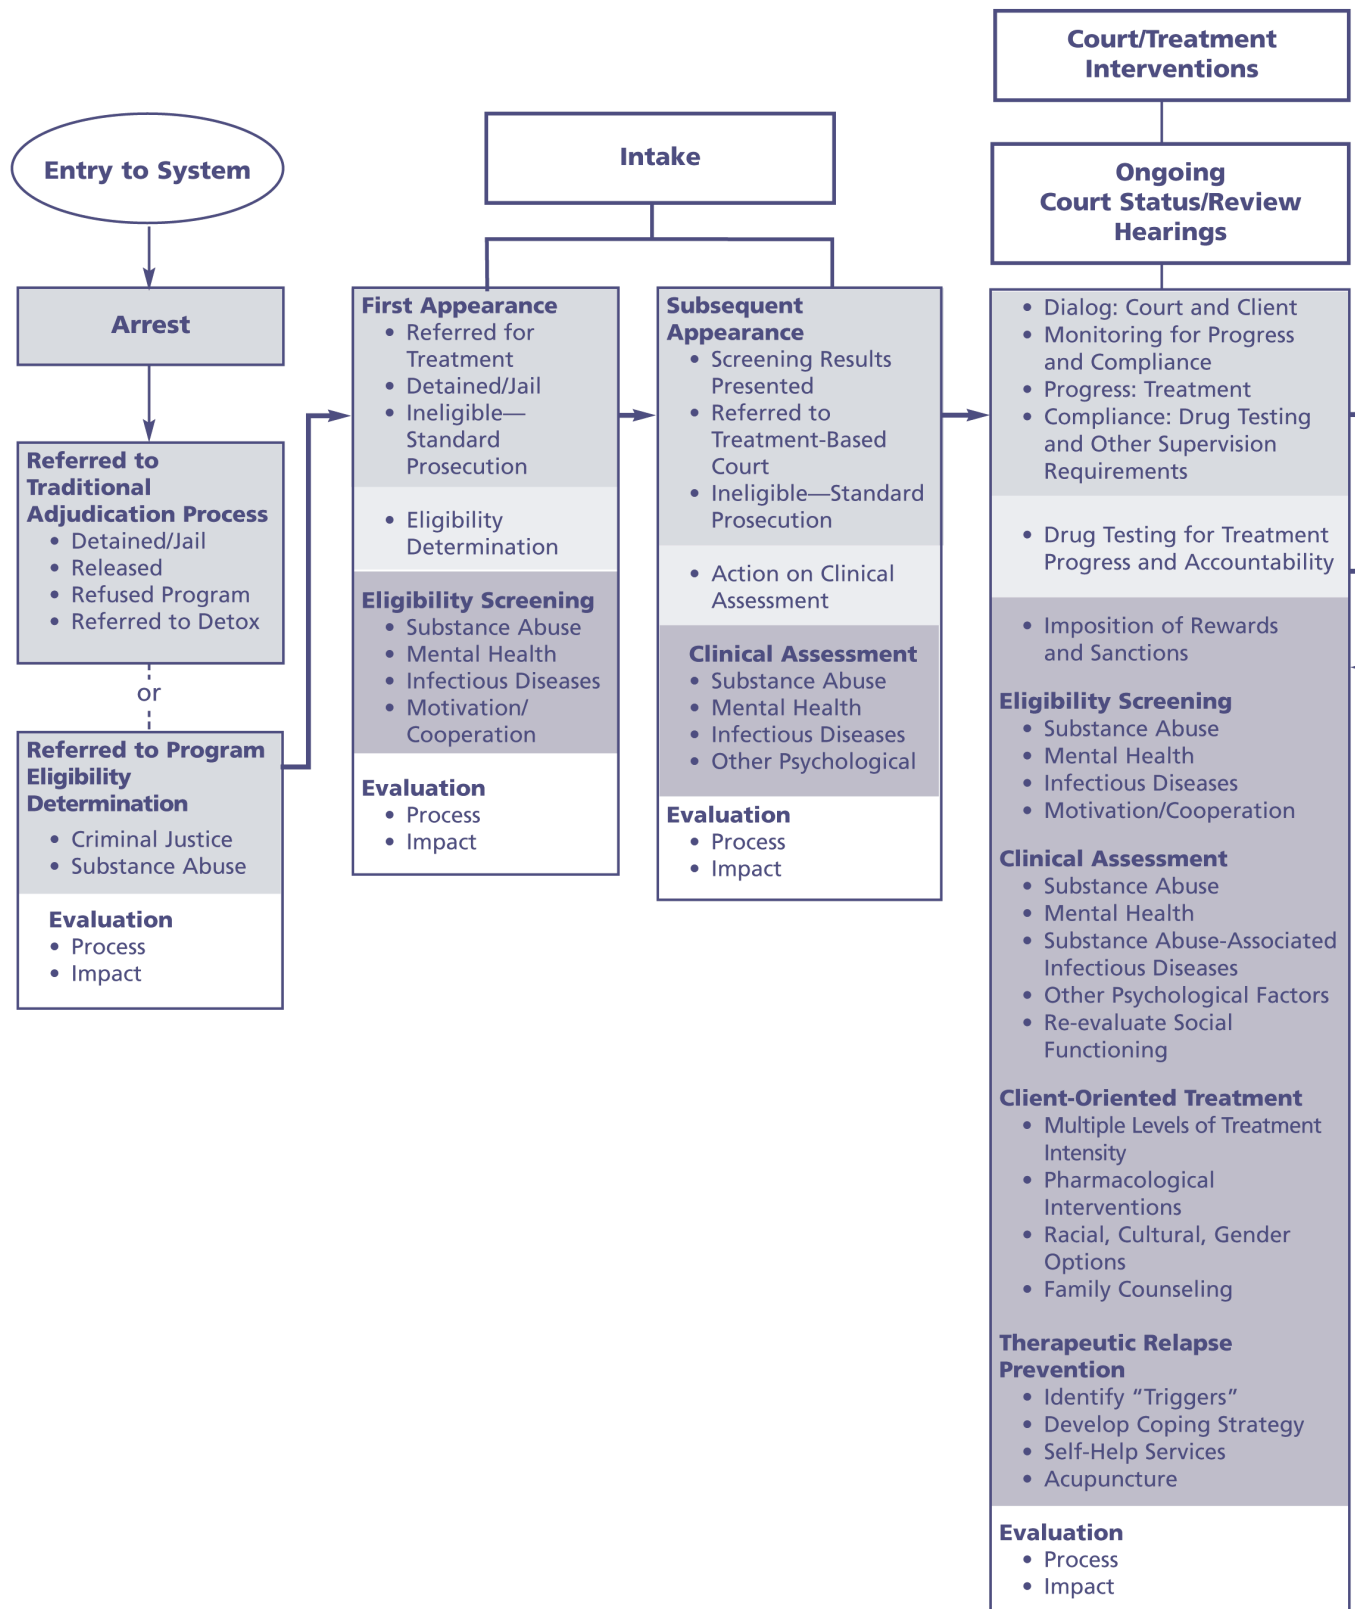 Entry to System
Arrest
Referred to
Traditional
Adjudication Process
• Detained/Jail
• Released
• Refused Program
• Referred to Detox
or
Referred to Program
Eligibility
Determination
• Criminal Justice
• Substance Abuse
Evaluation
• Process
• Impact
Intake
First Appearance
• Referred for
Treatment
• Detained/Jail
• Ineligible—
Standard
Prosecution
• Eligibility
Determination
Eligibility Screening
• Substance Abuse
• Mental Health
• Infectious Diseases
• Motivation/
Cooperation
Evaluation
• Process
• Impact
Subsequent
Appearance
• Screening Results
Presented
• Referred to
Treatment-Based
Court
• Ineligible—Standard
Prosecution
• Action on Clinical
Assessment
Clinical Assessment
• Substance Abuse
• Mental Health
• Infectious Diseases
• Other Psychological
Evaluation
• Process
• Impact
Court/Treatment
Interventions
Ongoing
Court Status/Review
Hearings
• Dialog: Court and Client
• Monitoring for Progress
and Compliance
• Progress: Treatment
• Compliance: Drug Testing
and Other Supervision
Requirements
• Drug Testing for Treatment
Progress and Accountability
• Imposition of Rewards
and Sanctions
Eligibility Screening
• Substance Abuse
• Mental Health
• Infectious Diseases
• Motivation/Cooperation
Clinical Assessment
• Substance Abuse
• Mental Health
• Substance Abuse-Associated
Infectious Diseases
• Other Psychological Factors
• Re-evaluate Social
Functioning
Client-Oriented Treatment
• Multiple Levels of Treatment
Intensity
• Pharmacological
Interventions
• Racial, Cultural, Gender
Options
• Family Counseling
Therapeutic Relapse
Prevention
• Identify “Triggers”
• Develop Coping Strategy
• Self-Help Services
• Acupuncture
Evaluation
• Process
• Impact